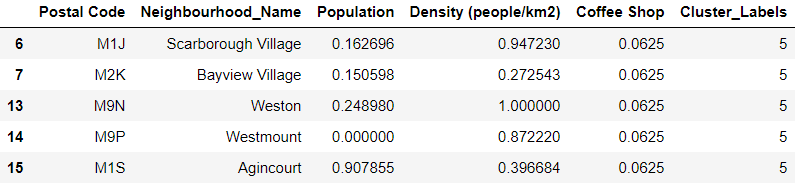 Postal Code Neighbourhood_Name Population Density (people/km2) Coffee Shop Cluster_Labels
6 M1J Scarborough Village 0.162696 0.947230 0.0625 5
7 M2K Bayview Village 0.150598 0.272543 0.0625 5
13 M9N Weston 0.248980 1.000000 0.0625 5
14 M9P Westmount 0.000000 0.872220 0.0625 5
15 M1S Agincourt 0.907855 0.396684 0.0625 5